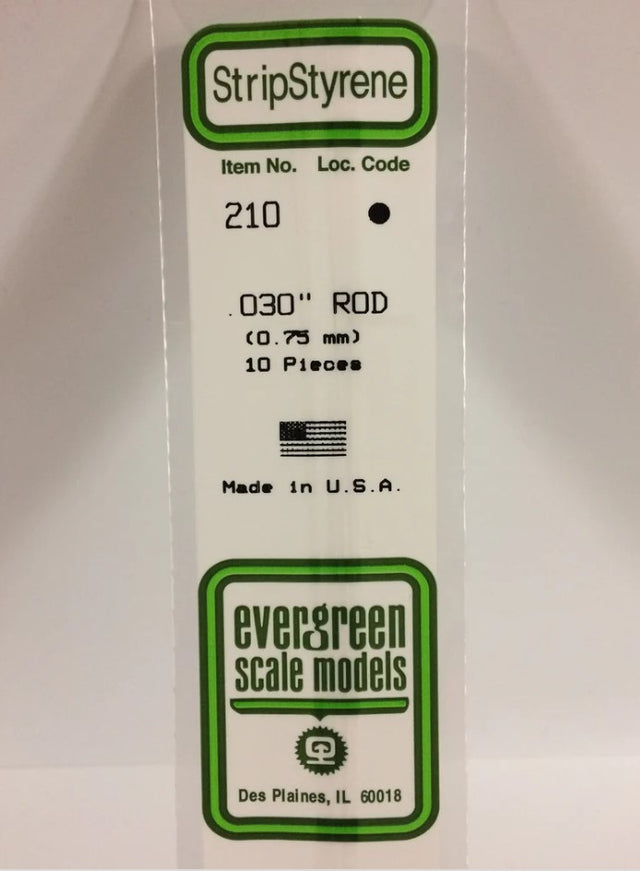 StripStyrene
Item No. Loc. Code
210 ●
.030" ROD
(0.75 mm)
10 Pieces
Made in U.S.A.
evergreen
scale models
Des Plaines, IL 60018